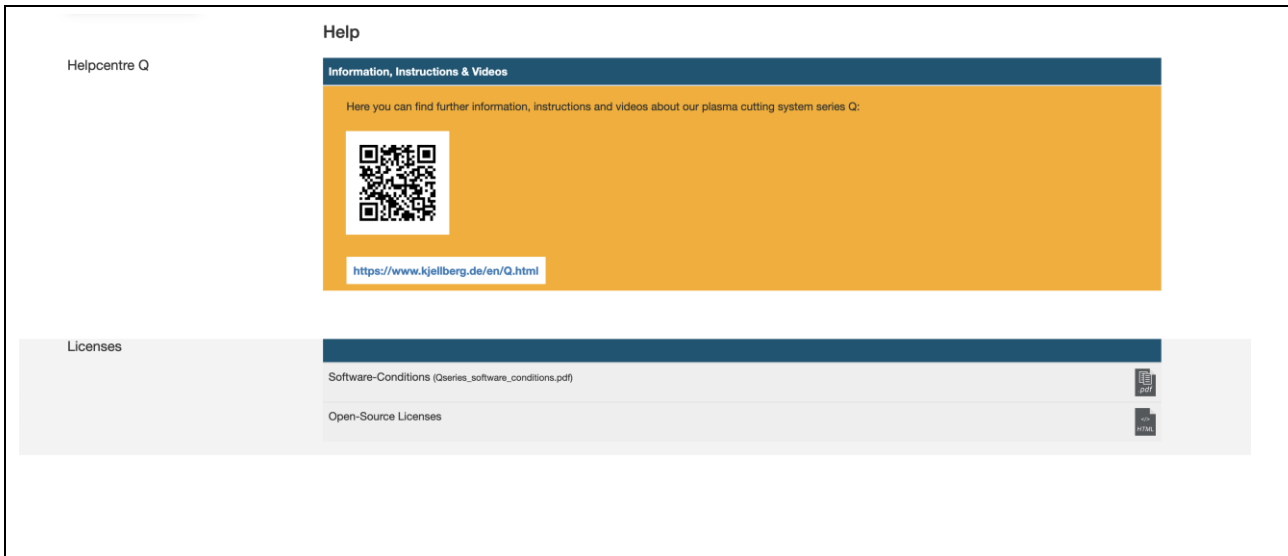 Help
Helpcentre Q
Information, Instructions & Videos
Here you can find further information, instructions and videos about our plasma cutting system series Q:
https://www.kjellberg.de/en/Q.html
Licenses
Software-Conditions (Qseries_software_conditions.pdf)
.pdf
Open-Source Licenses
</>
HTML